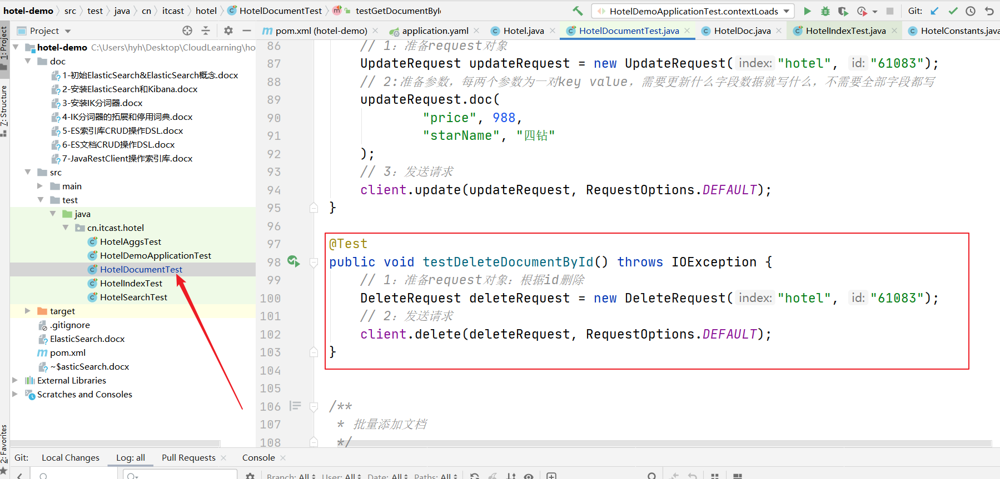 hotel-demo src test java cn itcast hotel HotelDocumentTest testGetDocumentById HotelDemoApplicationTest.contextLoads Git:
Project
pom.xml (hotel-demo) application.yaml Hotel.java HotelDocumentTest.java HotelDoc.java HotelIndexTest.java HotelConstants.java
1: Project
7: Structure
2: Favorites
hotel-demo C:\Users\hyh\Desktop\CloudLearning\ho
doc
1-初始ElasticSearch&ElasticSearch概念.docx
2-安装ElasticSearch和Kibana.docx
3-安装IK分词器.docx
4-IK分词器的拓展和停用词典.docx
5-ES索引库CRUD操作DSL.docx
6-ES文档CRUD操作DSL.docx
7-JavaRestClient操作索引库.docx
src
main
test
java
cn.itcast.hotel
HotelAggsTest
HotelDemoApplicationTest
HotelDocumentTest
HotelIndexTest
HotelSearchTest
target
.gitignore
ElasticSearch.docx
pom.xml
~$asticSearch.docx
External Libraries
Scratches and Consoles
86 // 1：准备request对象
87 UpdateRequest updateRequest = new UpdateRequest( index: "hotel", id: "61083");
88 // 2:准备参数，每两个参数为一对key value，需要更新什么字段数据就写什么，不需要全部字段都写
89 updateRequest.doc(
90 "price", 988,
91 "starName", "四钻"
92 );
93 // 3：发送请求
94 client.update(updateRequest, RequestOptions.DEFAULT);
95 }
96
97 @Test
98 public void testDeleteDocumentById() throws IOException {
99 // 1：准备request对象：根据id删除
100 DeleteRequest deleteRequest = new DeleteRequest( index: "hotel", id: "61083");
101 // 2：发送请求
102 client.delete(deleteRequest, RequestOptions.DEFAULT);
103 }
104
105
106 /**
107 * 批量添加文档
108 */
Git: Local Changes Log: all Pull Requests Console
Branch: All User: All Date: All Paths: All